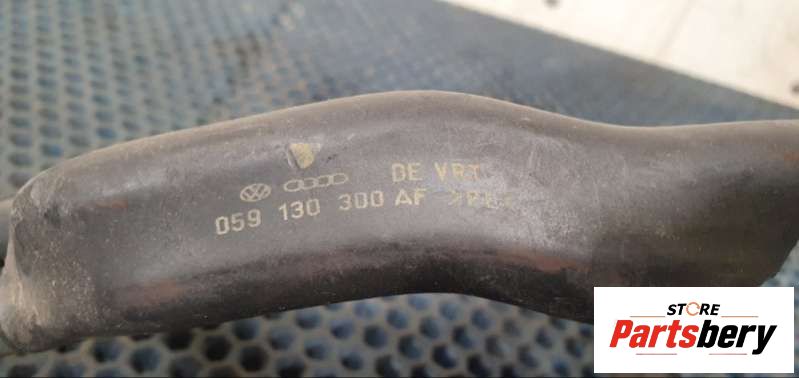 DE VRT
059 130 300 AF
STORE
Partsbery